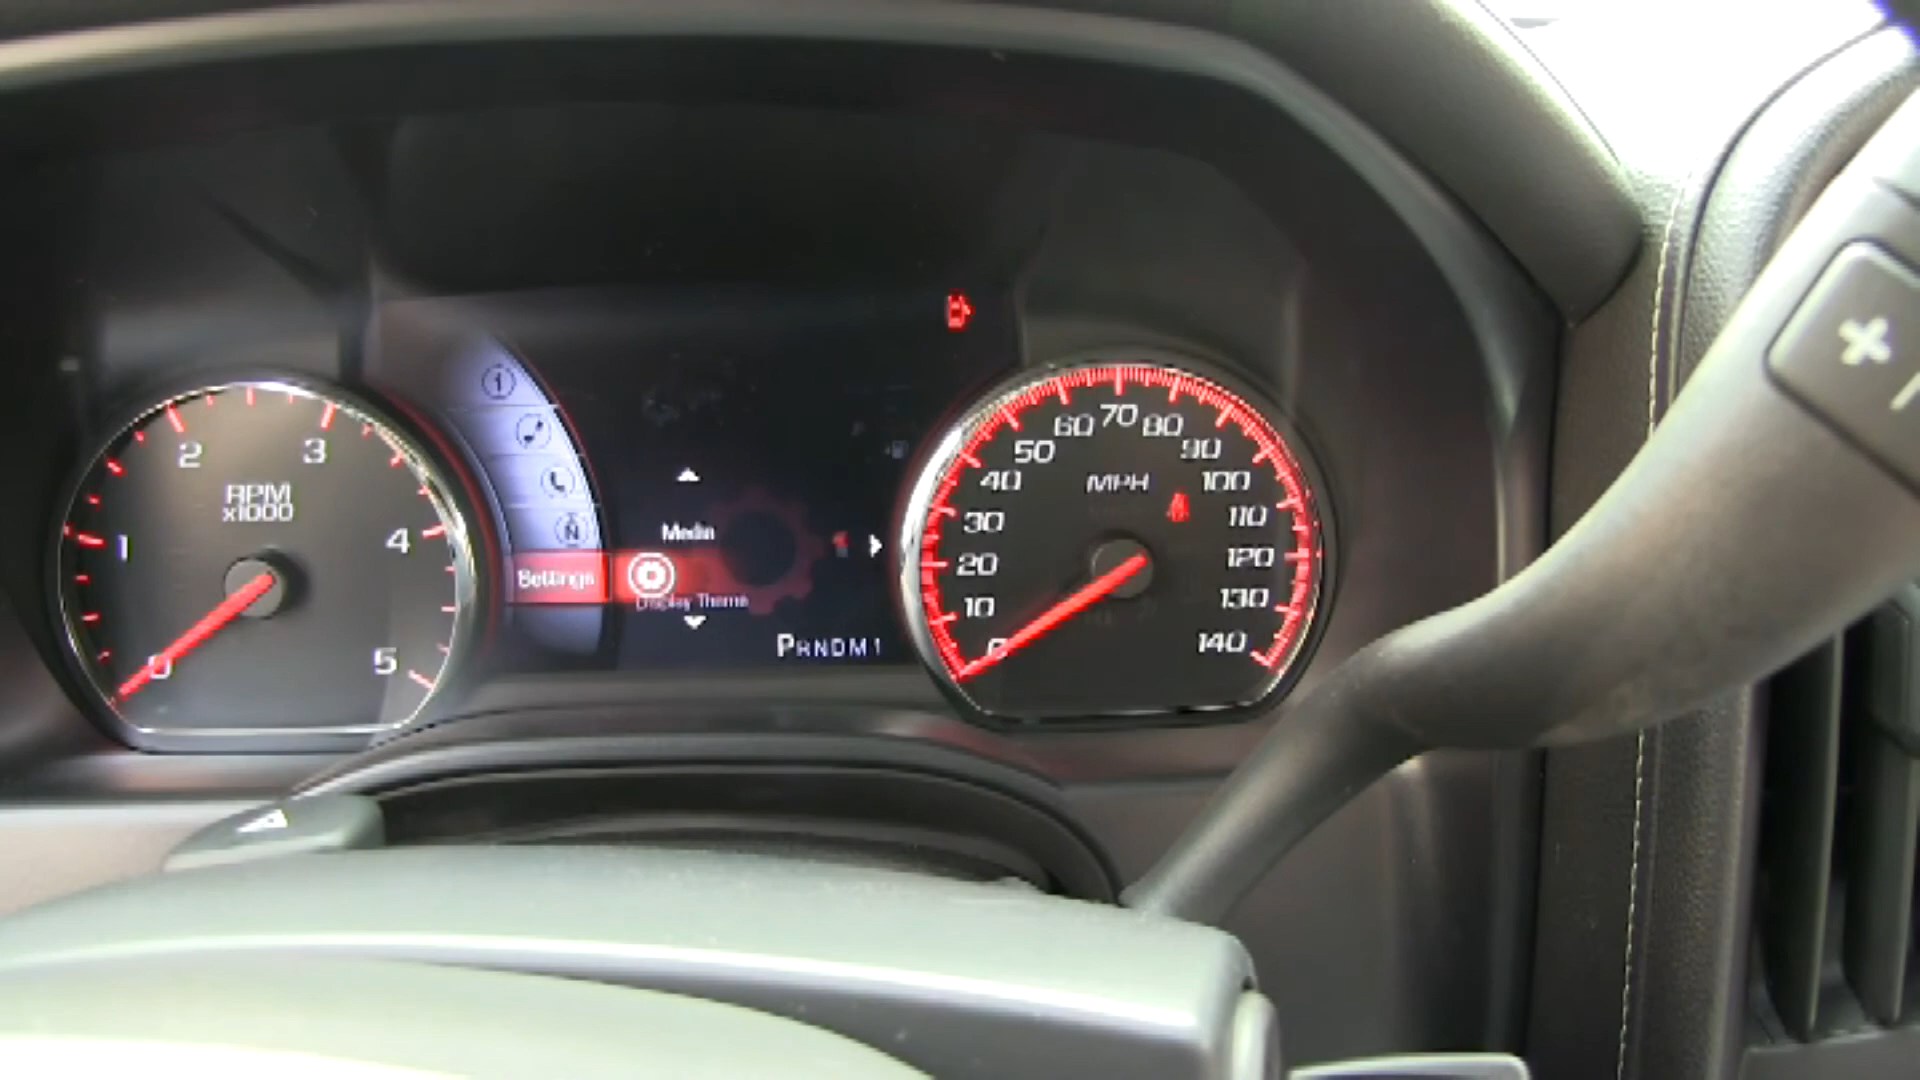 2 3
RPM
x1000
1 4
0 5
i
N
Media
Settings
Display Theme
PRNDM1
60 70 80
50 90
40 MPH 100
30 110
20 120
10 130
0 140
+